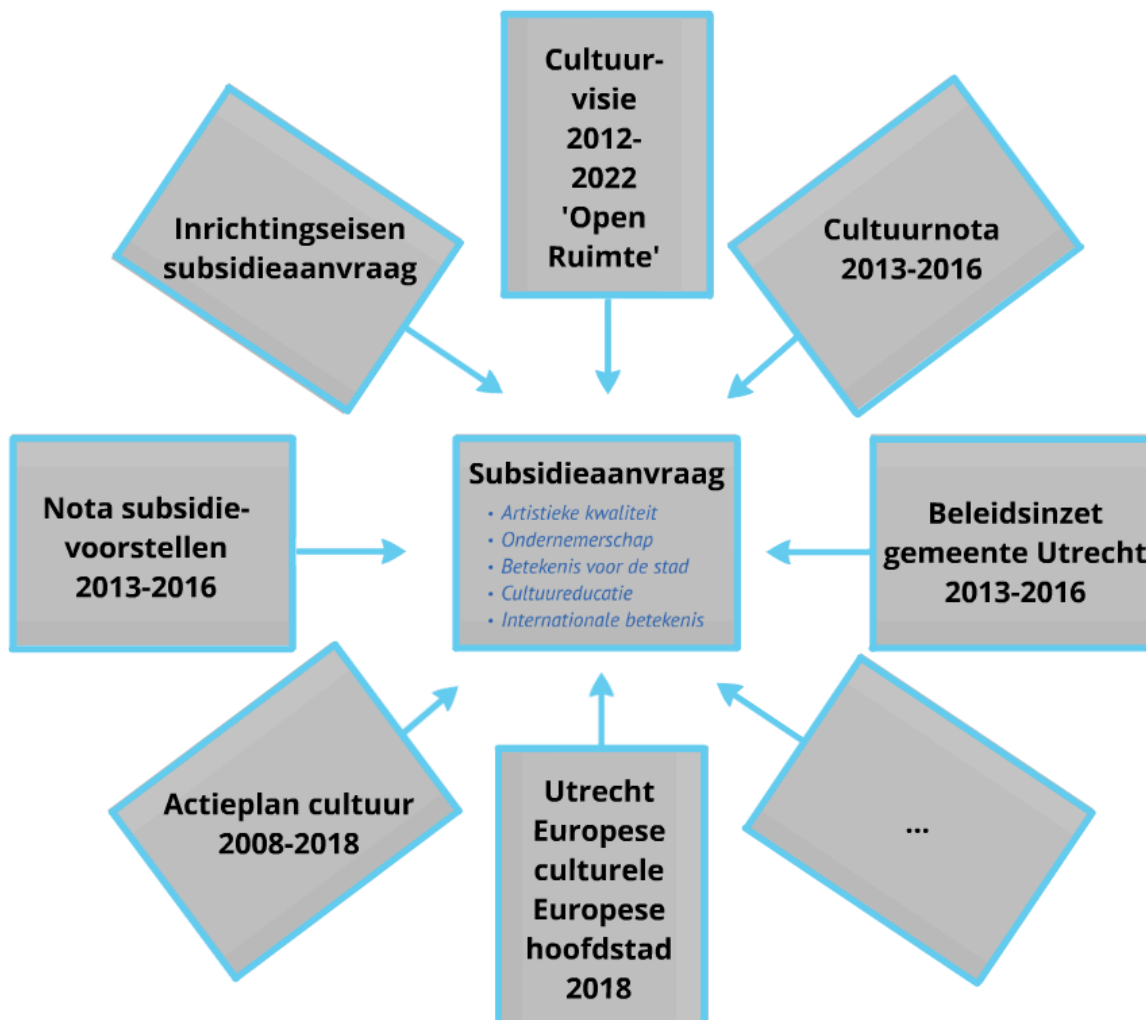 Cultuur-
visie
2012-
2022
'Open
Ruimte'
Inrichtingseisen
subsidieaanvraag
Cultuurnota
2013-2016
Nota subsidie-
voorstellen
2013-2016
Subsidieaanvraag
• Artistieke kwaliteit
• Ondernemerschap
• Betekenis voor de stad
• Cultuureducatie
• Internationale betekenis
Beleidsinzet
gemeente Utrecht
2013-2016
Actieplan cultuur
2008-2018
Utrecht
Europese
culturele
Europese
hoofdstad
2018
...